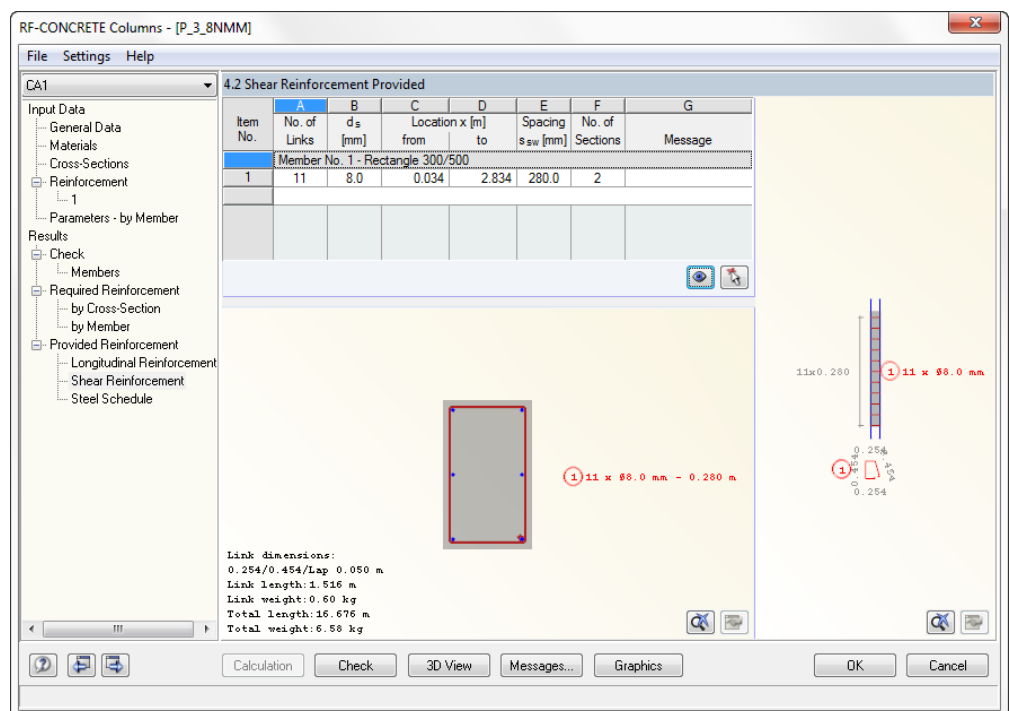 RF-CONCRETE Columns - [P_3_8NMM]
File Settings Help
CA1
Input Data
General Data
Materials
Cross-Sections
Reinforcement
1
Parameters - by Member
Results
Check
Members
Required Reinforcement
by Cross-Section
by Member
Provided Reinforcement
Longitudinal Reinforcement
Shear Reinforcement
Steel Schedule
4.2 Shear Reinforcement Provided
A B C D E F G
Item No. of ds Location x [m] Spacing No. of
No. Links [mm] from to s sw [mm] Sections Message
Member No. 1 - Rectangle 300/500
1 11 8.0 0.034 2.834 280.0 2
1 11 x Ø8.0 mm - 0.280 m
Link dimensions:
0.254/0.454/Lap 0.050 m
Link length:1.516 m
Link weight:0.60 kg
Total length:16.676 m
Total weight:6.58 kg
11x0.280 1 11 x Ø8.0 mm
0.254
1 0.454 0.454
0.254
Calculation Check 3D View Messages... Graphics OK Cancel